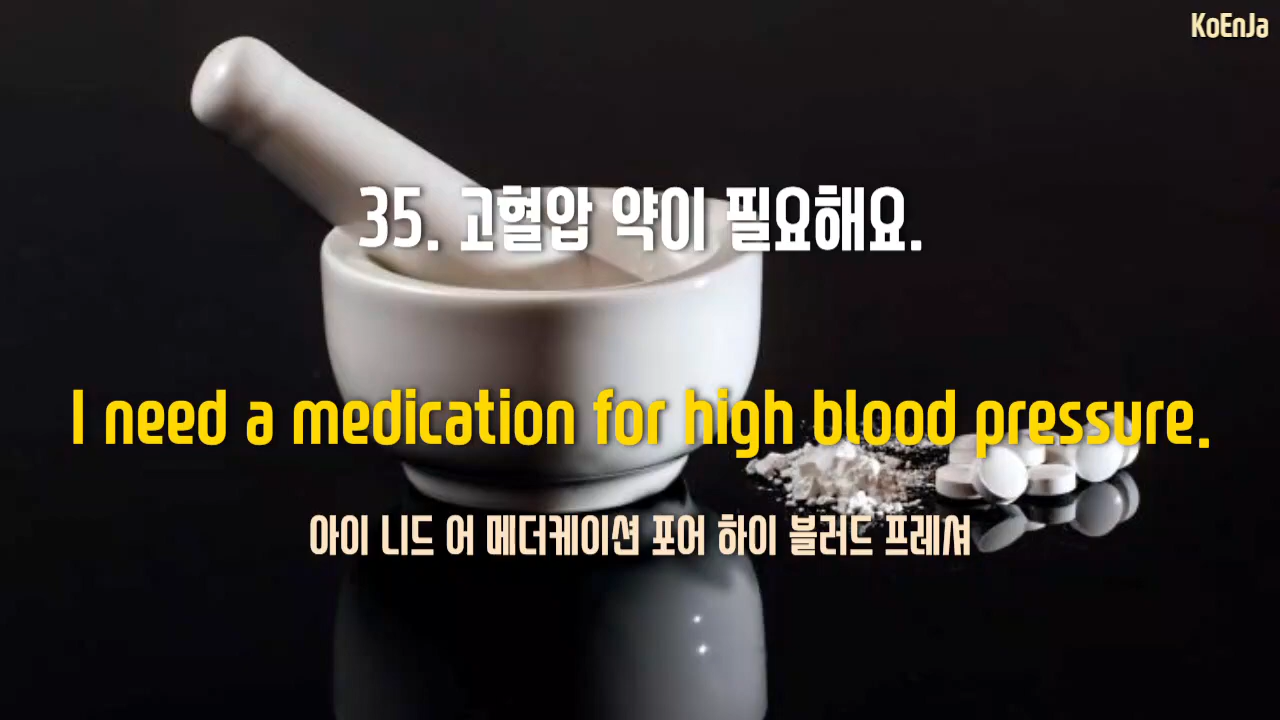 KoEnJa
35. 고혈압 약이 필요해요.
I need a medication for high blood pressure.
아이 니드 어 메더케이션 포어 하이 블러드 프레셔